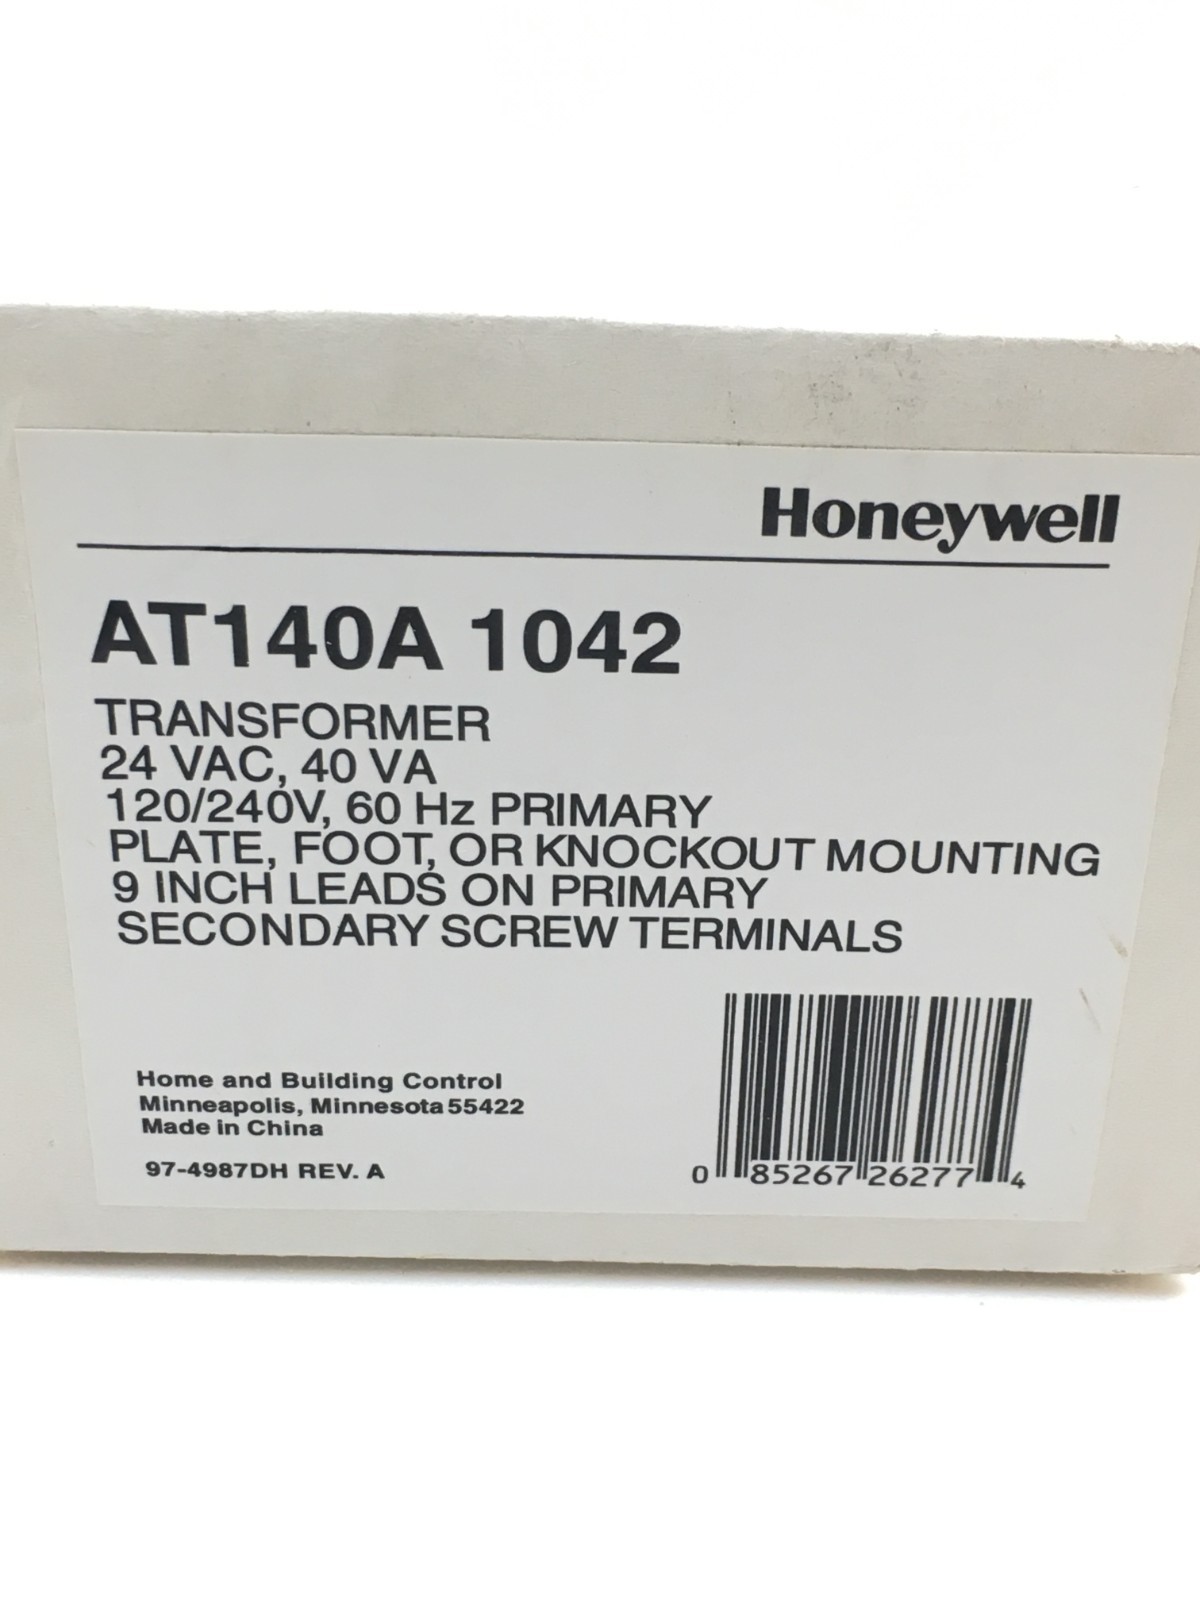 Honeywell
AT140A 1042
TRANSFORMER
24 VAC, 40 VA
120/240V, 60 Hz PRIMARY
PLATE, FOOT, OR KNOCKOUT MOUNTING
9 INCH LEADS ON PRIMARY
SECONDARY SCREW TERMINALS
Home and Building Control
Minneapolis, Minnesota 55422
Made in China
97-4987DH REV. A
0 85267 26277 4